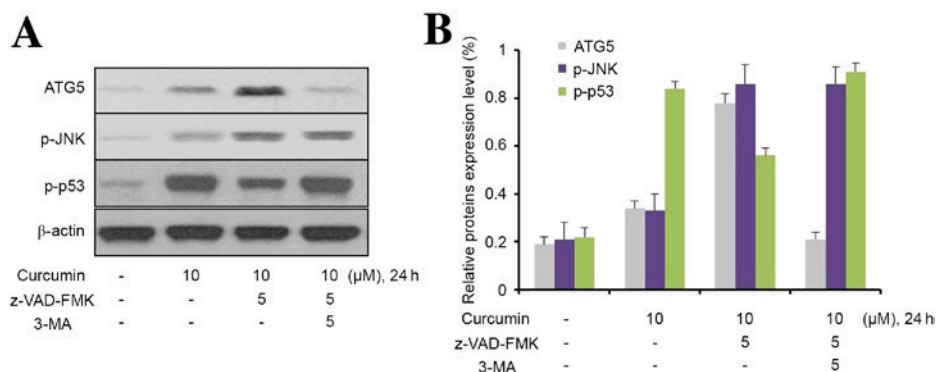 A
ATG5
p-JNK
p-p53
β-actin
Curcumin - 10 10 10 (μM), 24 h
z-VAD-FMK - - 5 5
3-MA - - - 5
B
Relative proteins expression level (%)
1
0.8
0.6
0.4
0.2
0
ATG5
p-JNK
p-p53
Curcumin - 10 10 10 (μM), 24 h
z-VAD-FMK - - 5 5
3-MA - - - 5